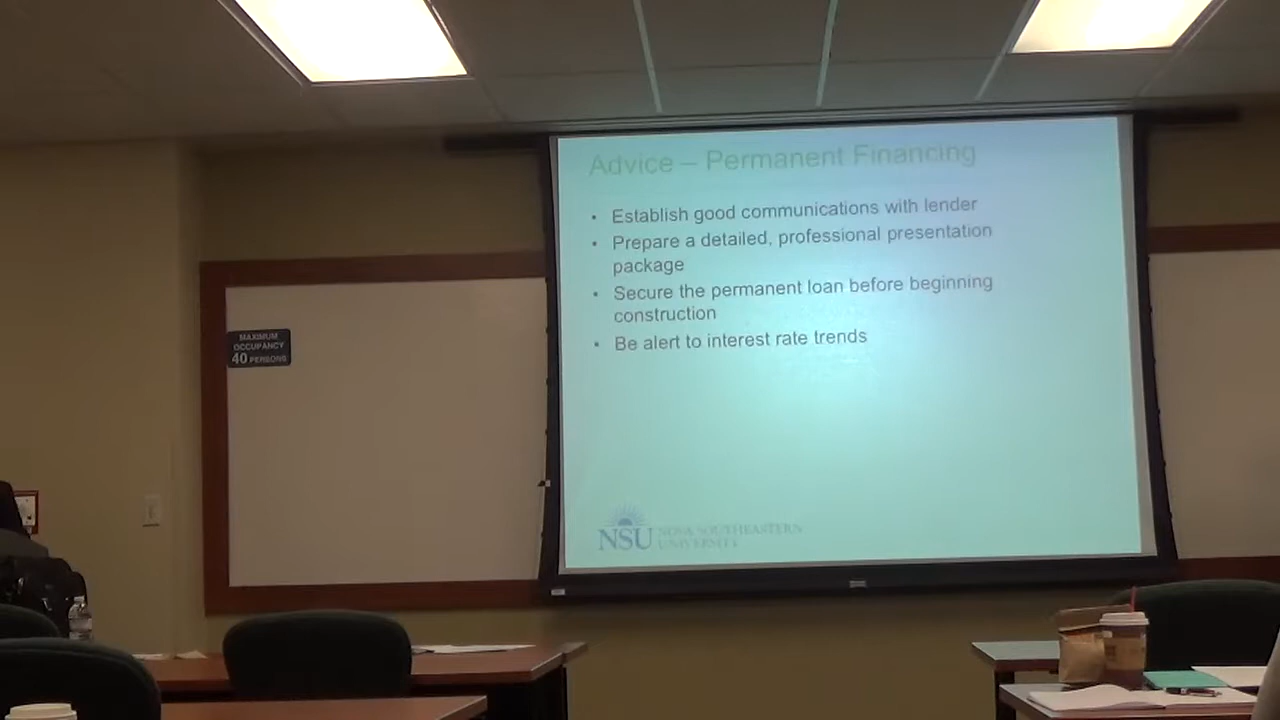 Advice – Permanent Financing
• Establish good communications with lender
• Prepare a detailed, professional presentation
package
• Secure the permanent loan before beginning
construction
• Be alert to interest rate trends
NSU NOVA SOUTHEASTERN
UNIVERSITY
MAXIMUM
OCCUPANCY
40 PERSONS